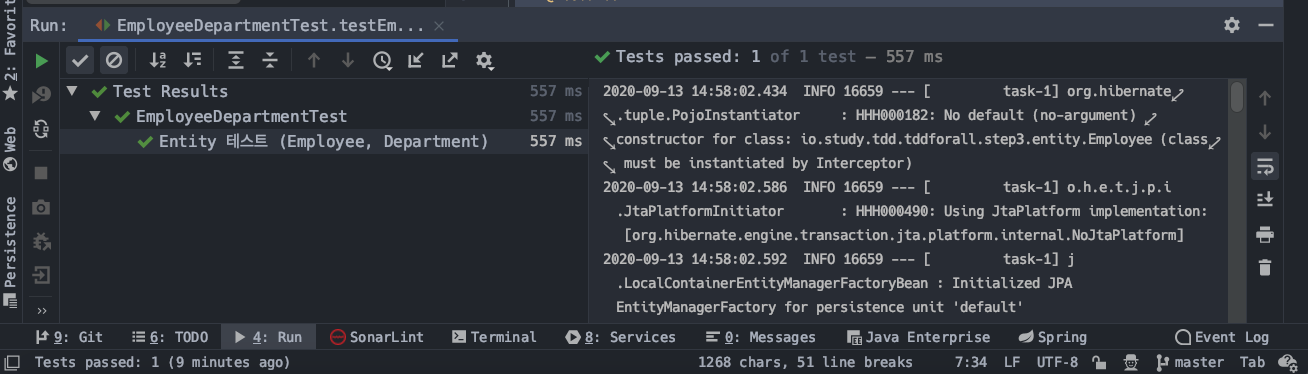 Run: EmployeeDepartmentTest.testEm...
Tests passed: 1 of 1 test – 557 ms
Test Results 557 ms
EmployeeDepartmentTest 557 ms
Entity 테스트 (Employee, Department) 557 ms
2020-09-13 14:58:02.434  INFO 16659 --- [         task-1] org.hibernate
.tuple.PojoInstantiator     : HHH000182: No default (no-argument)
constructor for class: io.study.tdd.tddforall.step3.entity.Employee (class
must be instantiated by Interceptor)
2020-09-13 14:58:02.586  INFO 16659 --- [         task-1] o.h.e.t.j.p.i
.JtaPlatformInitiator       : HHH000490: Using JtaPlatform implementation:
[org.hibernate.engine.transaction.jta.platform.internal.NoJtaPlatform]
2020-09-13 14:58:02.592  INFO 16659 --- [         task-1] j
.LocalContainerEntityManagerFactoryBean : Initialized JPA
EntityManagerFactory for persistence unit 'default'
2: Favorit
Web
Persistence
9: Git 6: TODO 4: Run SonarLint Terminal 8: Services 0: Messages Java Enterprise Spring Event Log
Tests passed: 1 (9 minutes ago) 1268 chars, 51 line breaks 7:34 LF UTF-8 master Tab